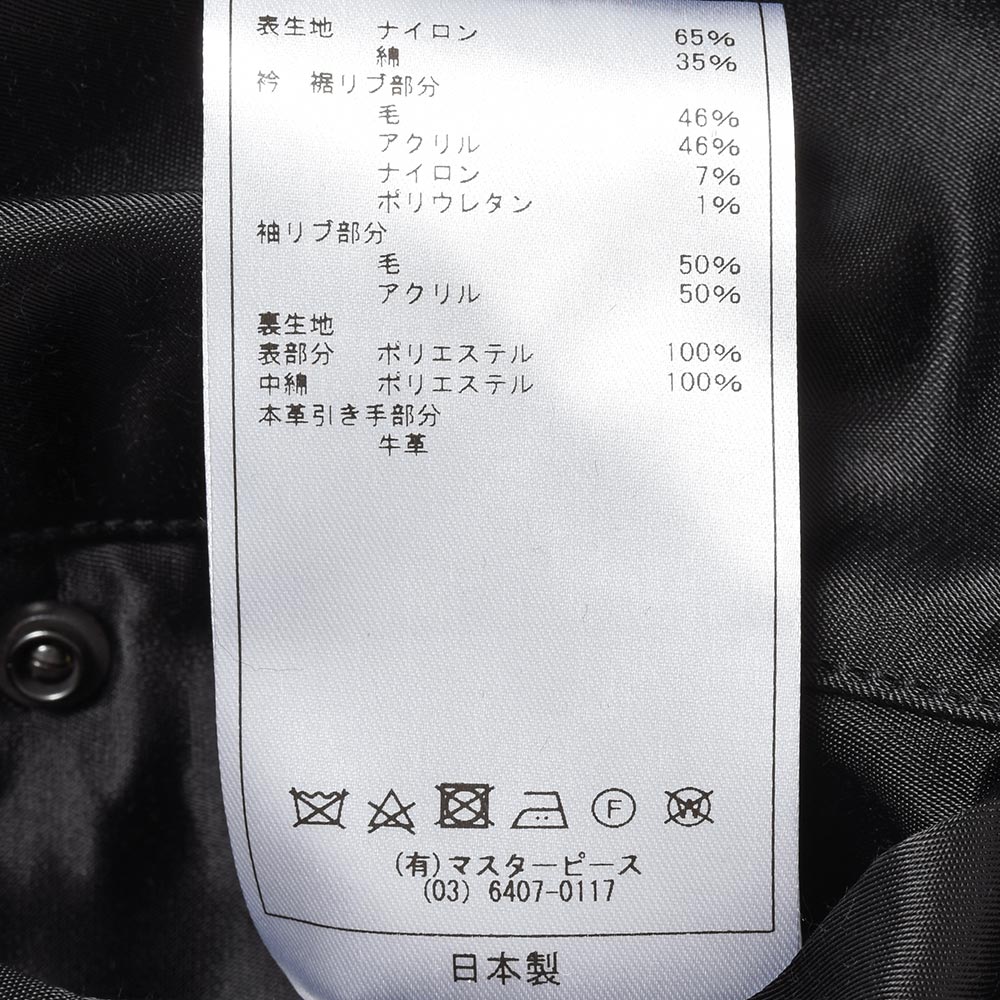 表生地 ナイロン 65%
綿 35%
衿 裾リブ部分
毛 46%
アクリル 46%
ナイロン 7%
ポリウレタン 1%
袖リブ部分
毛 50%
アクリル 50%
裏生地
表部分 ポリエステル 100%
中綿 ポリエステル 100%
本革引き手部分
牛革
F W
(有)マスターピース
(03) 6407-0117
日本製